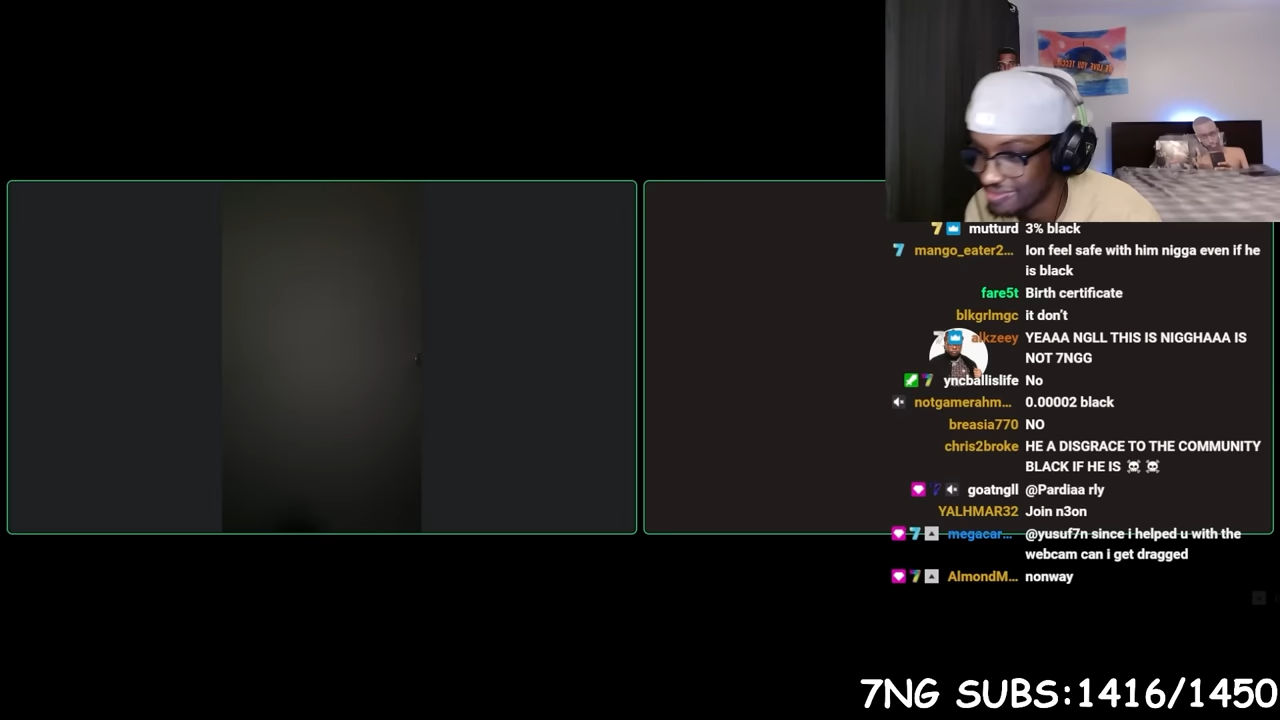 mutturd 3% black
mango_eater2... Ion feel safe with him nigga even if he
is black
fare5t Birth certificate
blkgrlmgc it don't
alkzeey YEAAA NGLL THIS IS NIGGHAAA IS
NOT 7NGG
yncballislife No
notgamerahm... 0.00002 black
breasia770 NO
chris2broke HE A DISGRACE TO THE COMMUNITY
BLACK IF HE IS ☠️ ☠️
goatngll @Pardiaa rly
YALHMAR32 Join n3on
megacar... @yusuf7n since i helped u with the
webcam can i get dragged
AlmondM... nonway
7NG SUBS:1416/1450